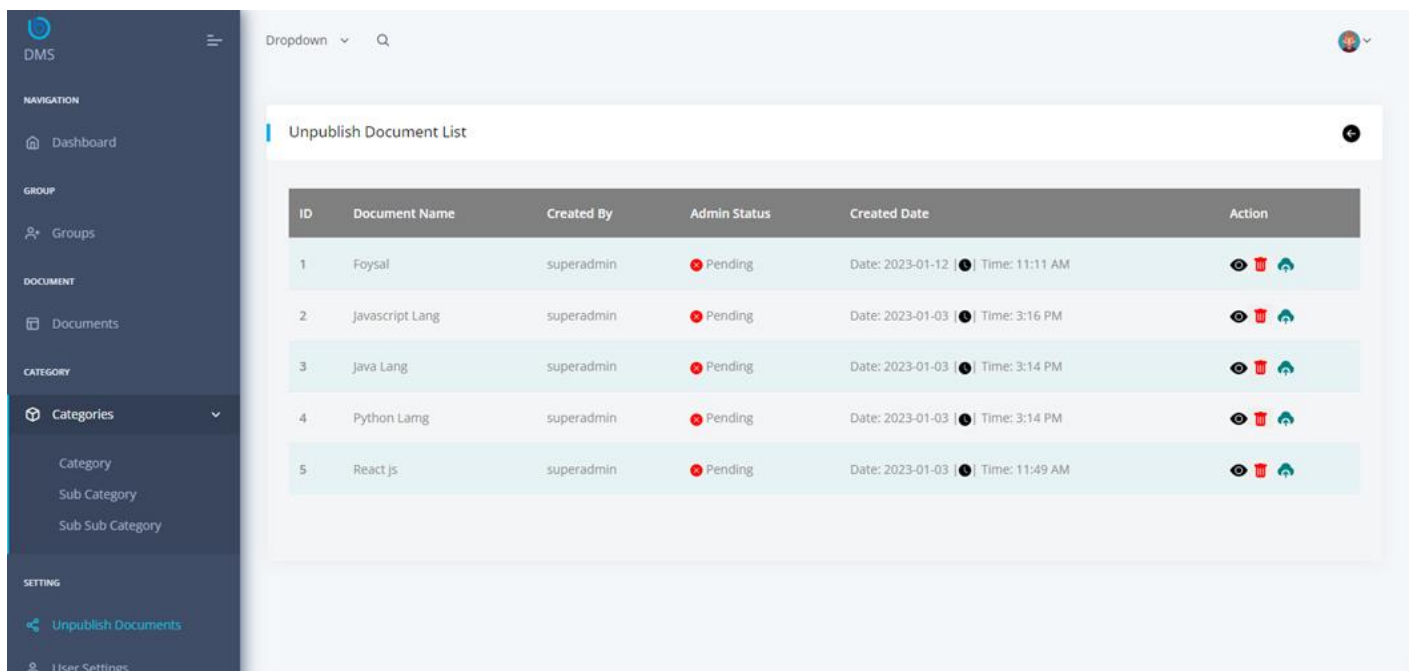 DMS
Dropdown
NAVIGATION
Dashboard
GROUP
Groups
DOCUMENT
Documents
CATEGORY
Categories
Category
Sub Category
Sub Sub Category
SETTING
Unpublish Documents
User Settings
Unpublish Document List
ID Document Name Created By Admin Status Created Date Action
1 Foysal superadmin Pending Date: 2023-01-12 | | Time: 11:11 AM
2 Javascript Lang superadmin Pending Date: 2023-01-03 | | Time: 3:16 PM
3 Java Lang superadmin Pending Date: 2023-01-03 | | Time: 3:14 PM
4 Python Lamg superadmin Pending Date: 2023-01-03 | | Time: 3:14 PM
5 React js superadmin Pending Date: 2023-01-03 | | Time: 11:49 AM